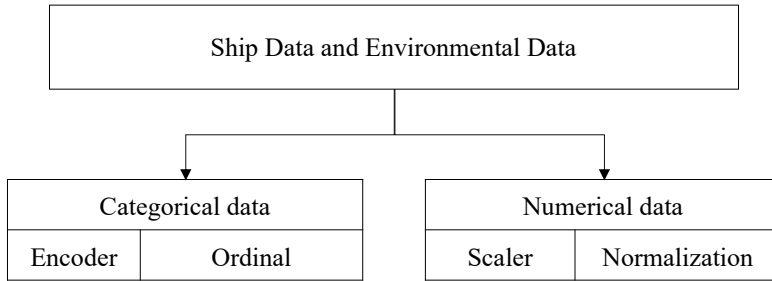 Ship Data and Environmental Data
Categorical data
Numerical data
Encoder
Ordinal
Scaler
Normalization